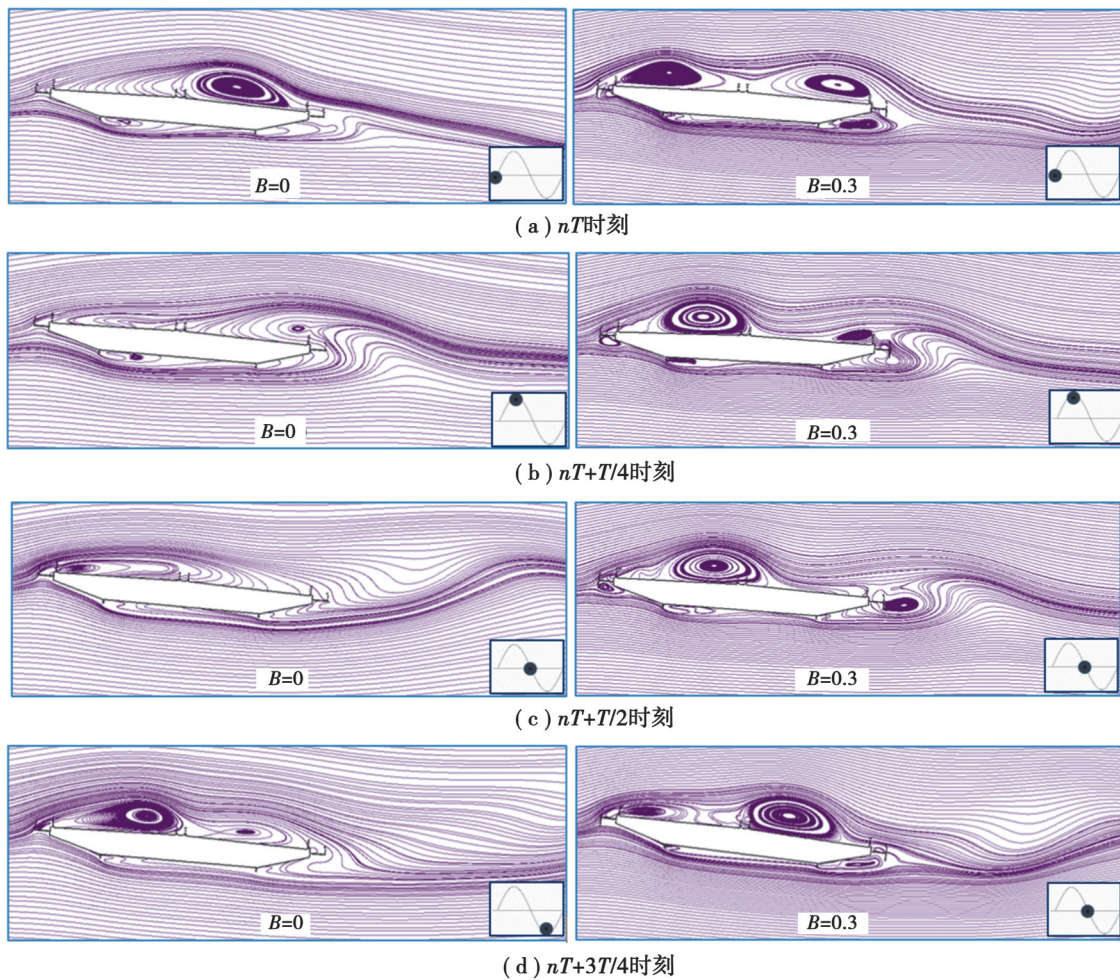 B=0 B=0.3
( a ) nT时刻
B=0 B=0.3
( b ) nT+T/4时刻
B=0 B=0.3
( c ) nT+T/2时刻
B=0 B=0.3
( d ) nT+3T/4时刻